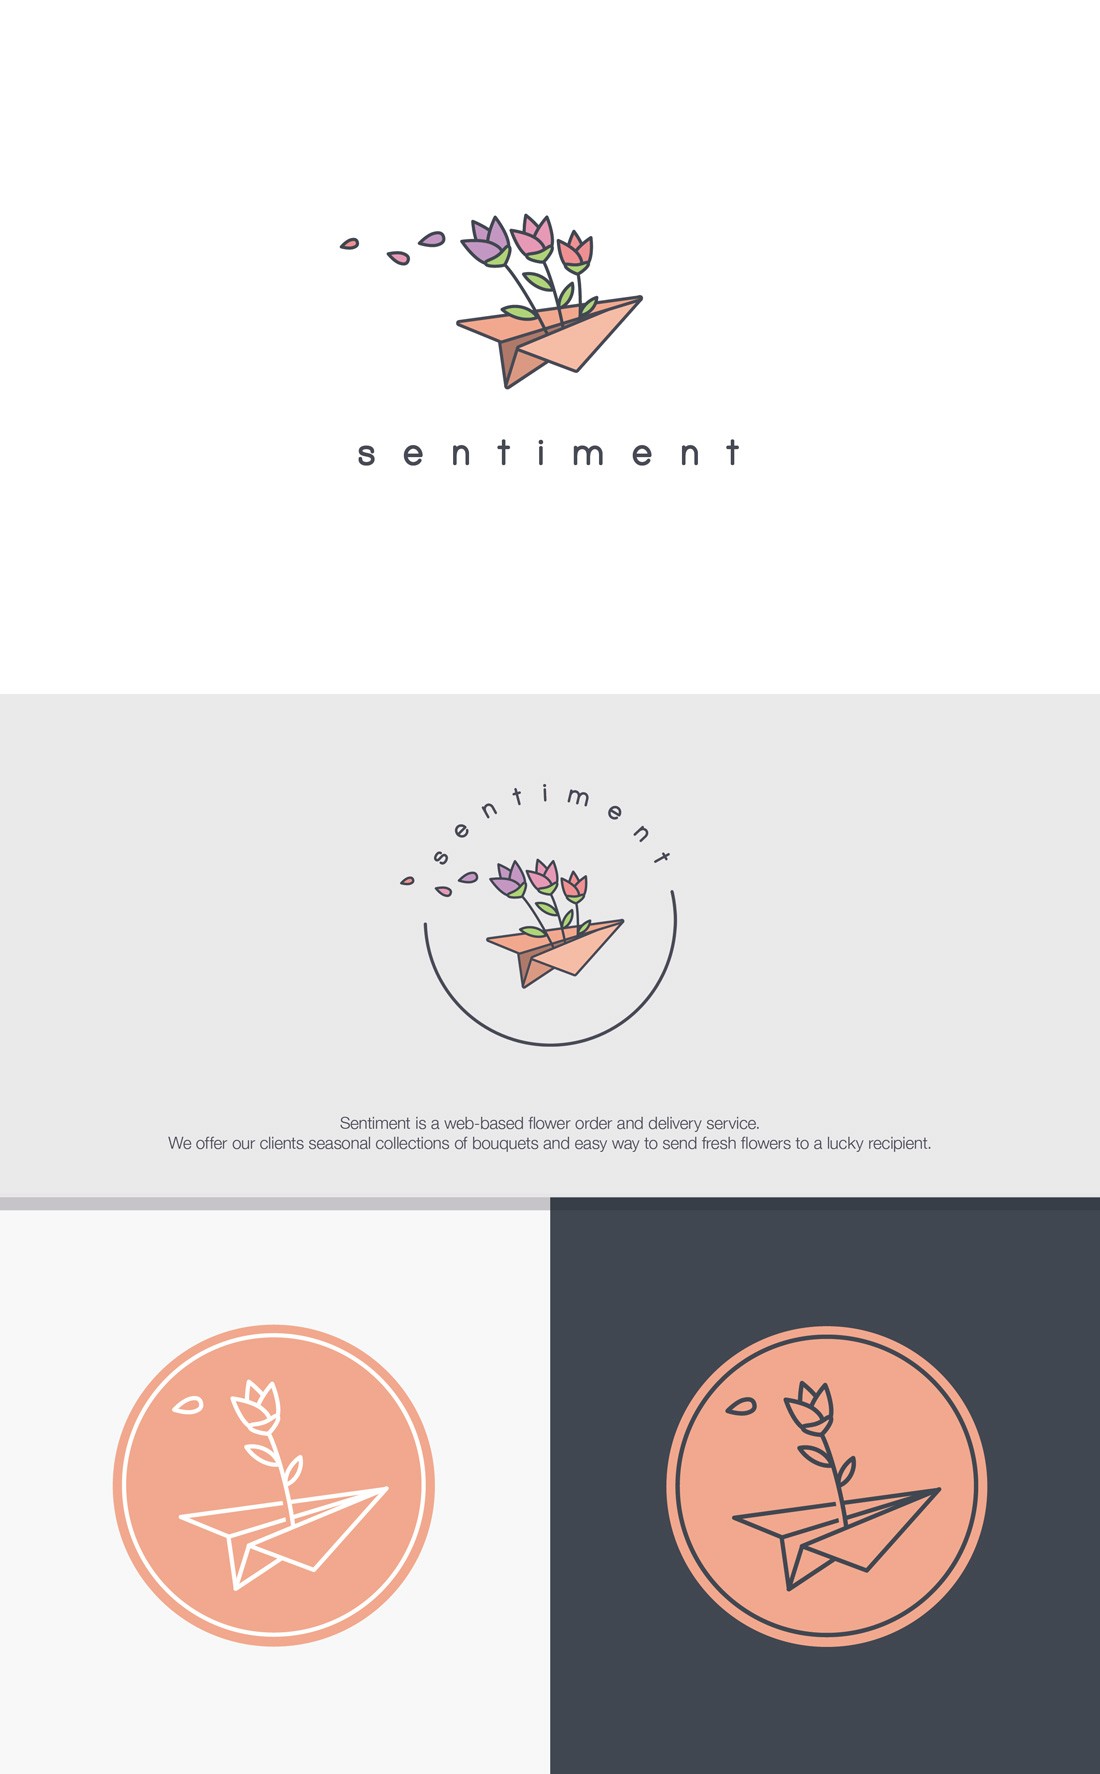 sentiment
sentiment
Sentiment is a web-based flower order and delivery service.
We offer our clients seasonal collections of bouquets and easy way to send fresh flowers to a lucky recipient.